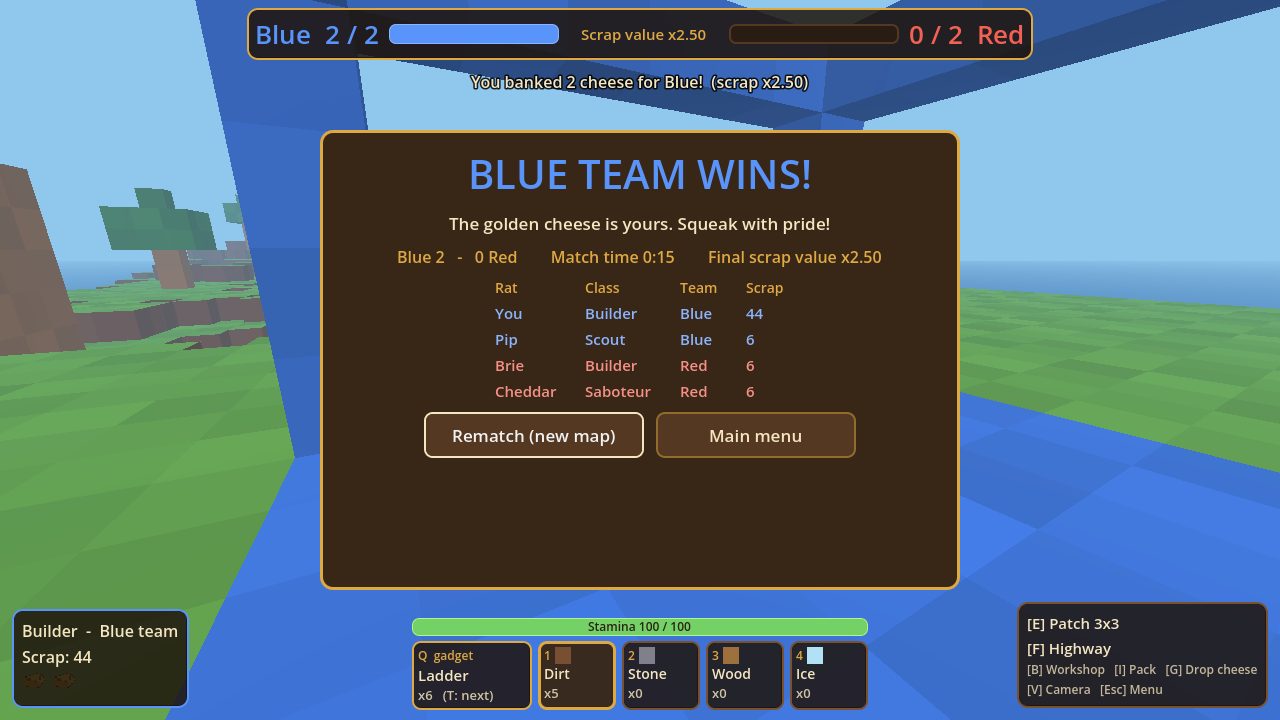 Blue 2 / 2 Scrap value x2.50 0 / 2 Red
You banked 2 cheese for Blue! (scrap x2.50)
BLUE TEAM WINS!
The golden cheese is yours. Squeak with pride!
Blue 2 - 0 Red Match time 0:15 Final scrap value x2.50
Rat Class Team Scrap
You Builder Blue 44
Pip Scout Blue 6
Brie Builder Red 6
Cheddar Saboteur Red 6
Rematch (new map) Main menu
Builder - Blue team
Scrap: 44
Stamina 100 / 100
Q gadget
Ladder
x6 (T: next)
1
Dirt
x5
2
Stone
x0
3
Wood
x0
4
Ice
x0
[E] Patch 3x3
[F] Highway
[B] Workshop [I] Pack [G] Drop cheese
[V] Camera [Esc] Menu